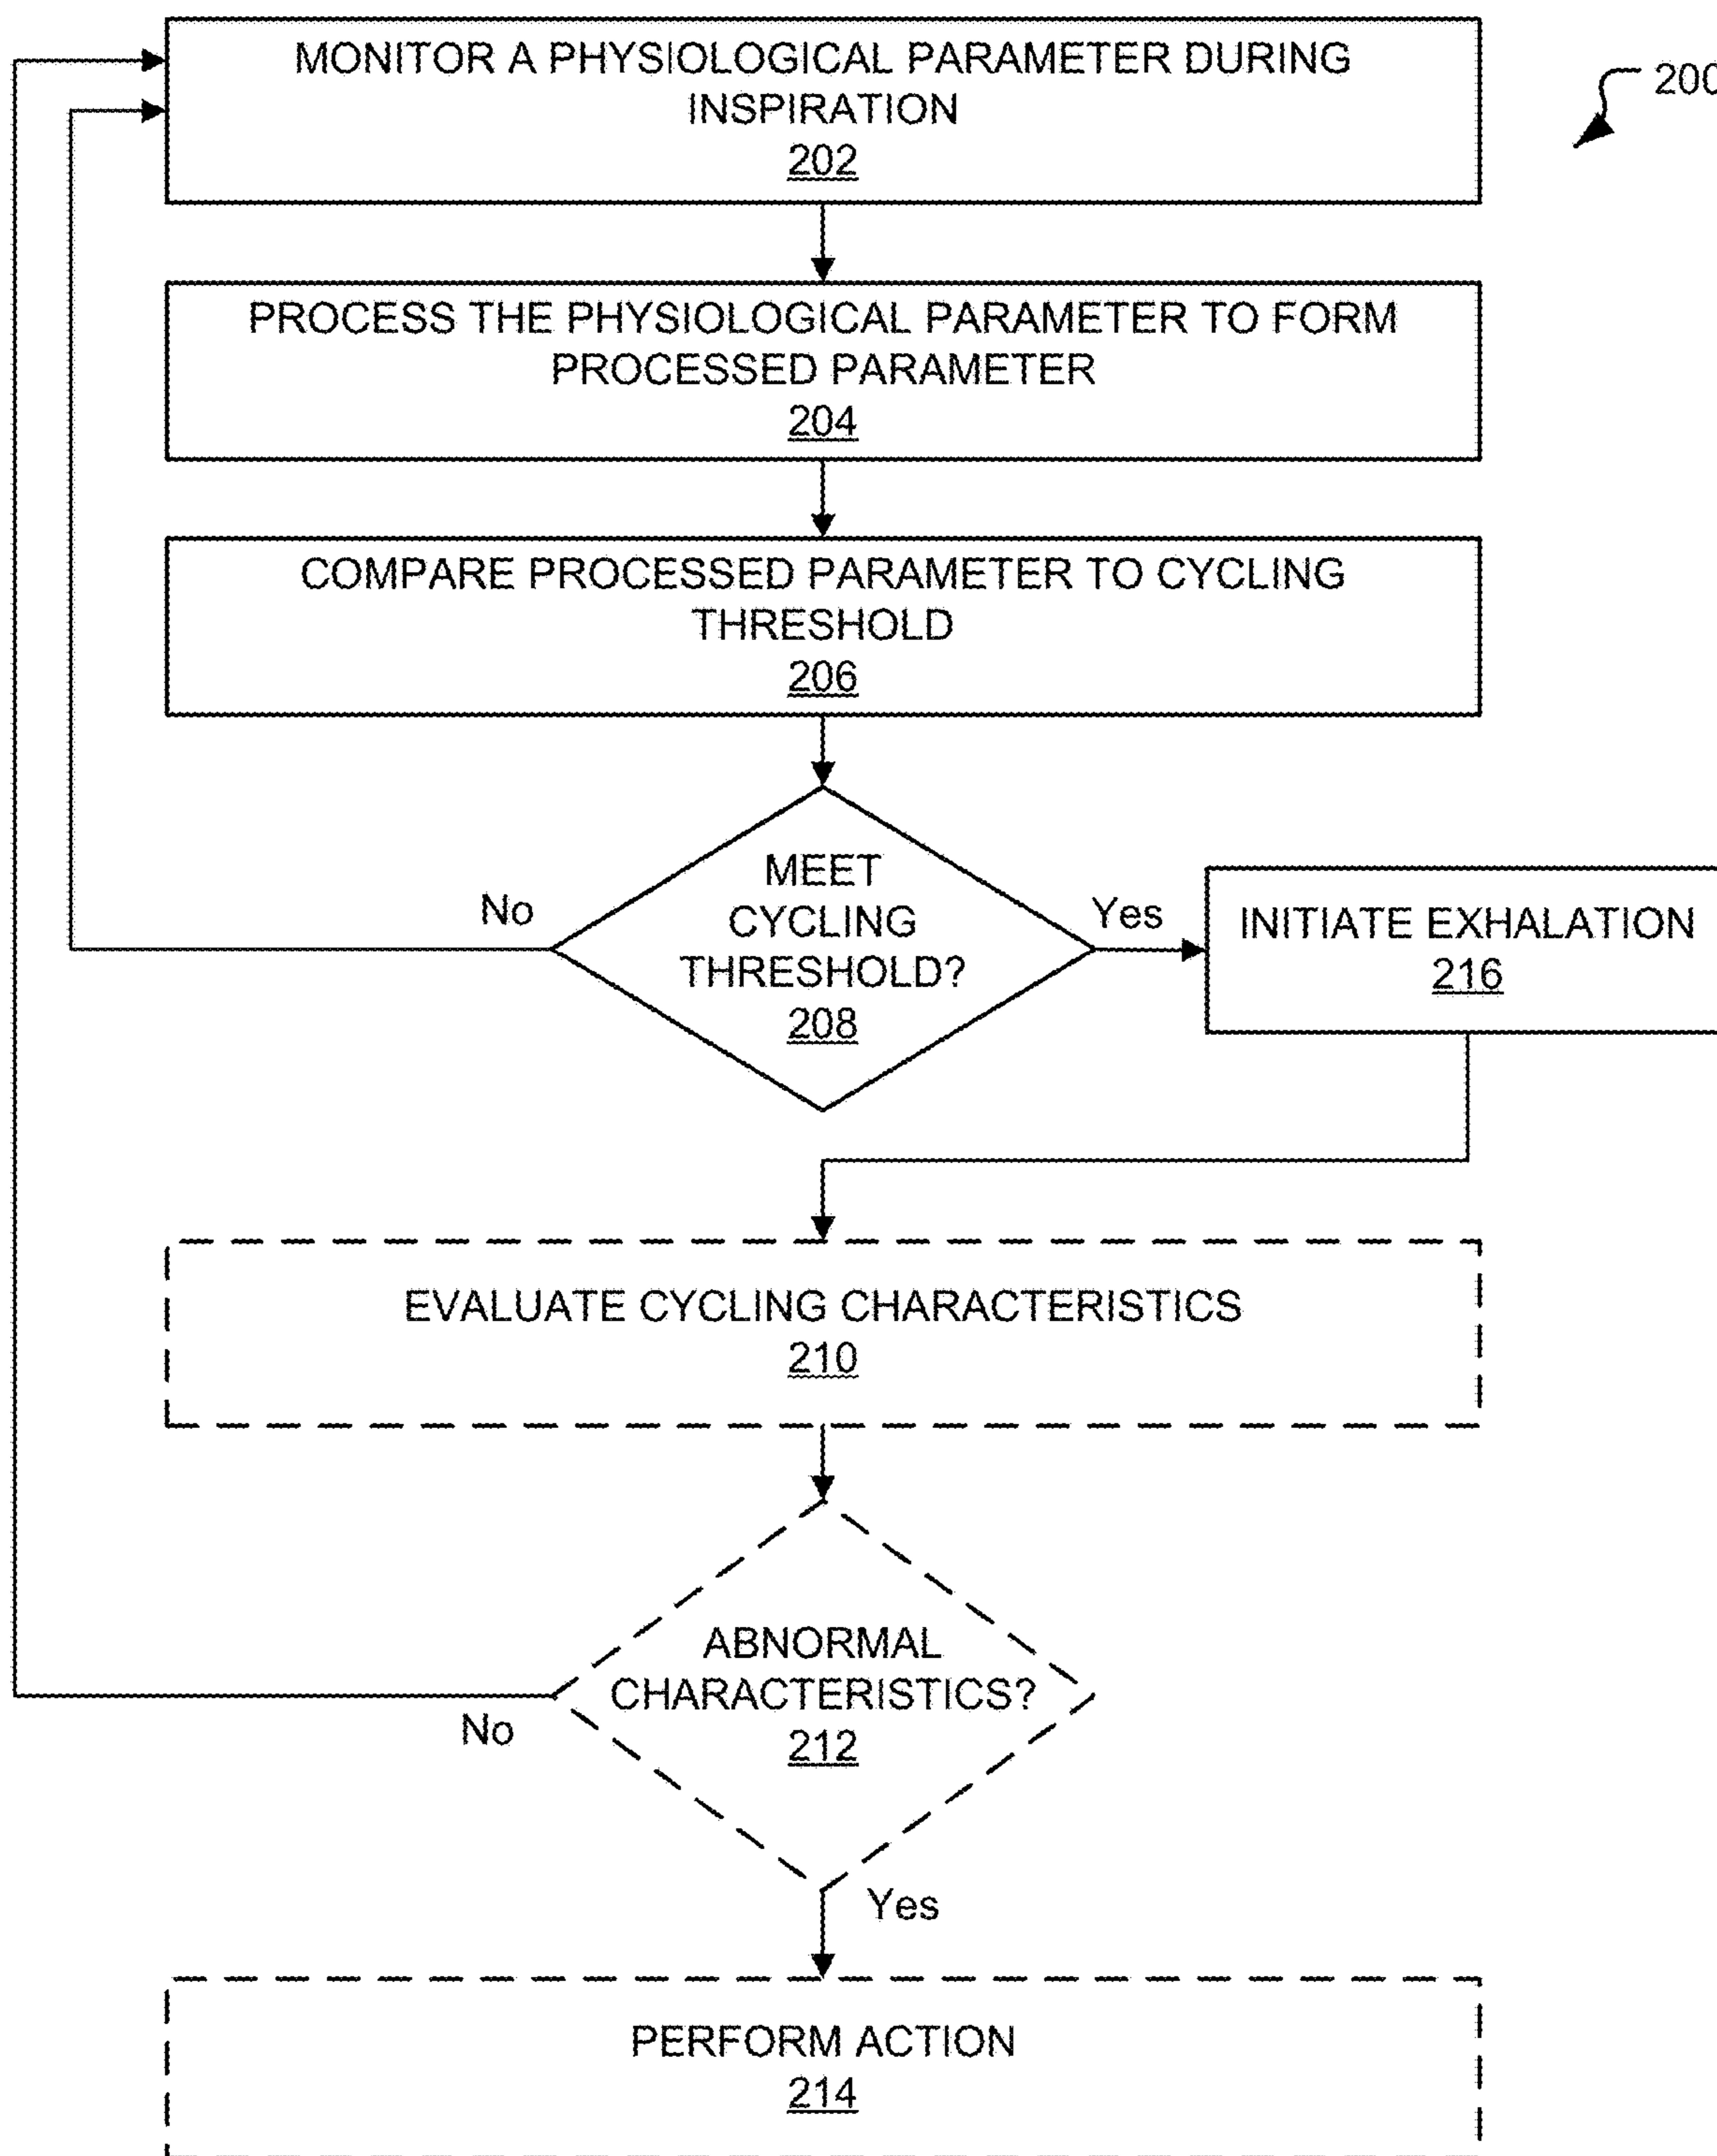 MONITOR A PHYSIOLOGICAL PARAMETER DURING
INSPIRATION
202
200
PROCESS THE PHYSIOLOGICAL PARAMETER TO FORM
PROCESSED PARAMETER
204
COMPARE PROCESSED PARAMETER TO CYCLING
THRESHOLD
206
MEET
CYCLING
THRESHOLD?
208
No
Yes
INITIATE EXHALATION
216
EVALUATE CYCLING CHARACTERISTICS
210
ABNORMAL
CHARACTERISTICS?
212
No
Yes
PERFORM ACTION
214